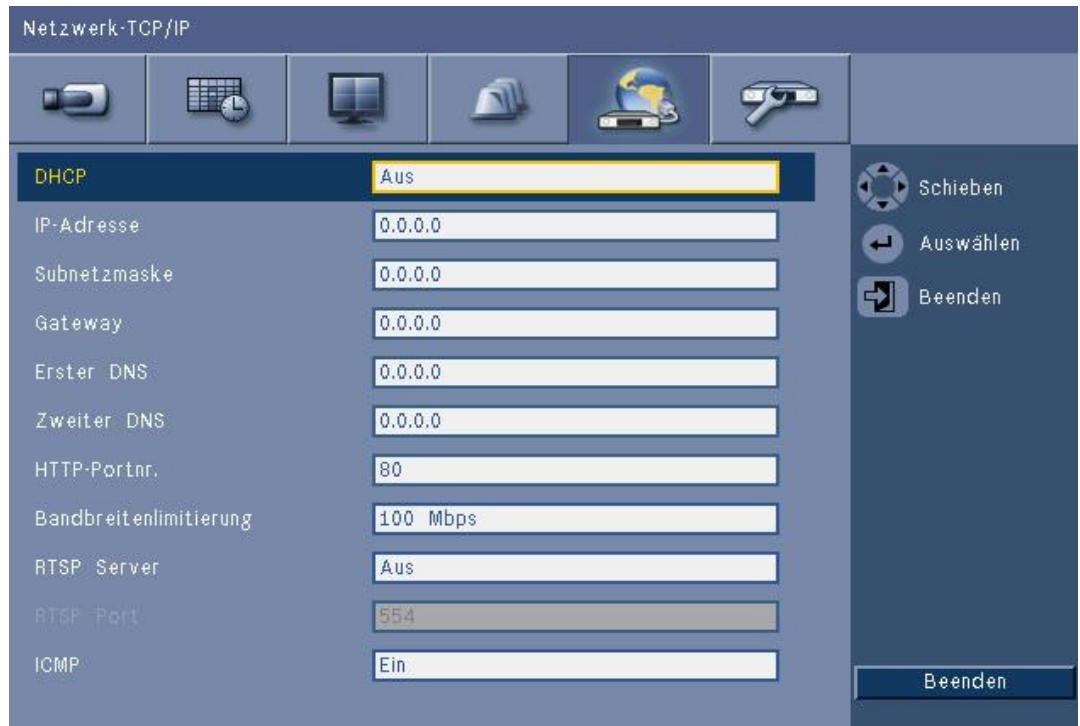 Netzwerk-TCP/IP
DHCP Aus
IP-Adresse 0.0.0.0
Subnetzmaske 0.0.0.0
Gateway 0.0.0.0
Erster DNS 0.0.0.0
Zweiter DNS 0.0.0.0
HTTP-Portnr. 80
Bandbreitenlimitierung 100 Mbps
RTSP Server Aus
RTSP Port 554
ICMP Ein
Schieben
Auswählen
Beenden
Beenden